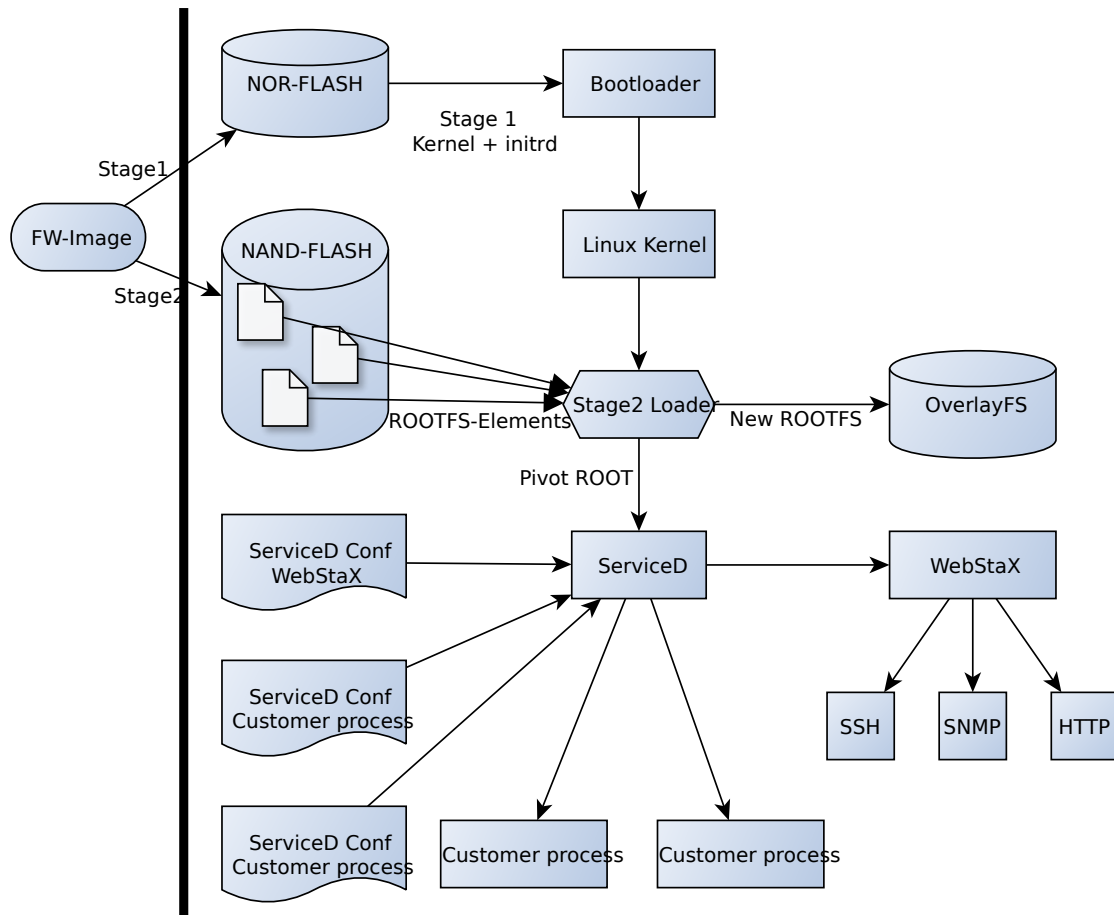 NOR-FLASH
Bootloader
Stage 1
Kernel + initrd
Stage1
FW-Image
Stage2
NAND-FLASH
Linux Kernel
ROOTFS-Elements
Stage2 Loader
New ROOTFS
OverlayFS
Pivot ROOT
ServiceD Conf
WebStaX
ServiceD
WebStaX
ServiceD Conf
Customer process
SSH
SNMP
HTTP
ServiceD Conf
Customer process
Customer process
Customer process